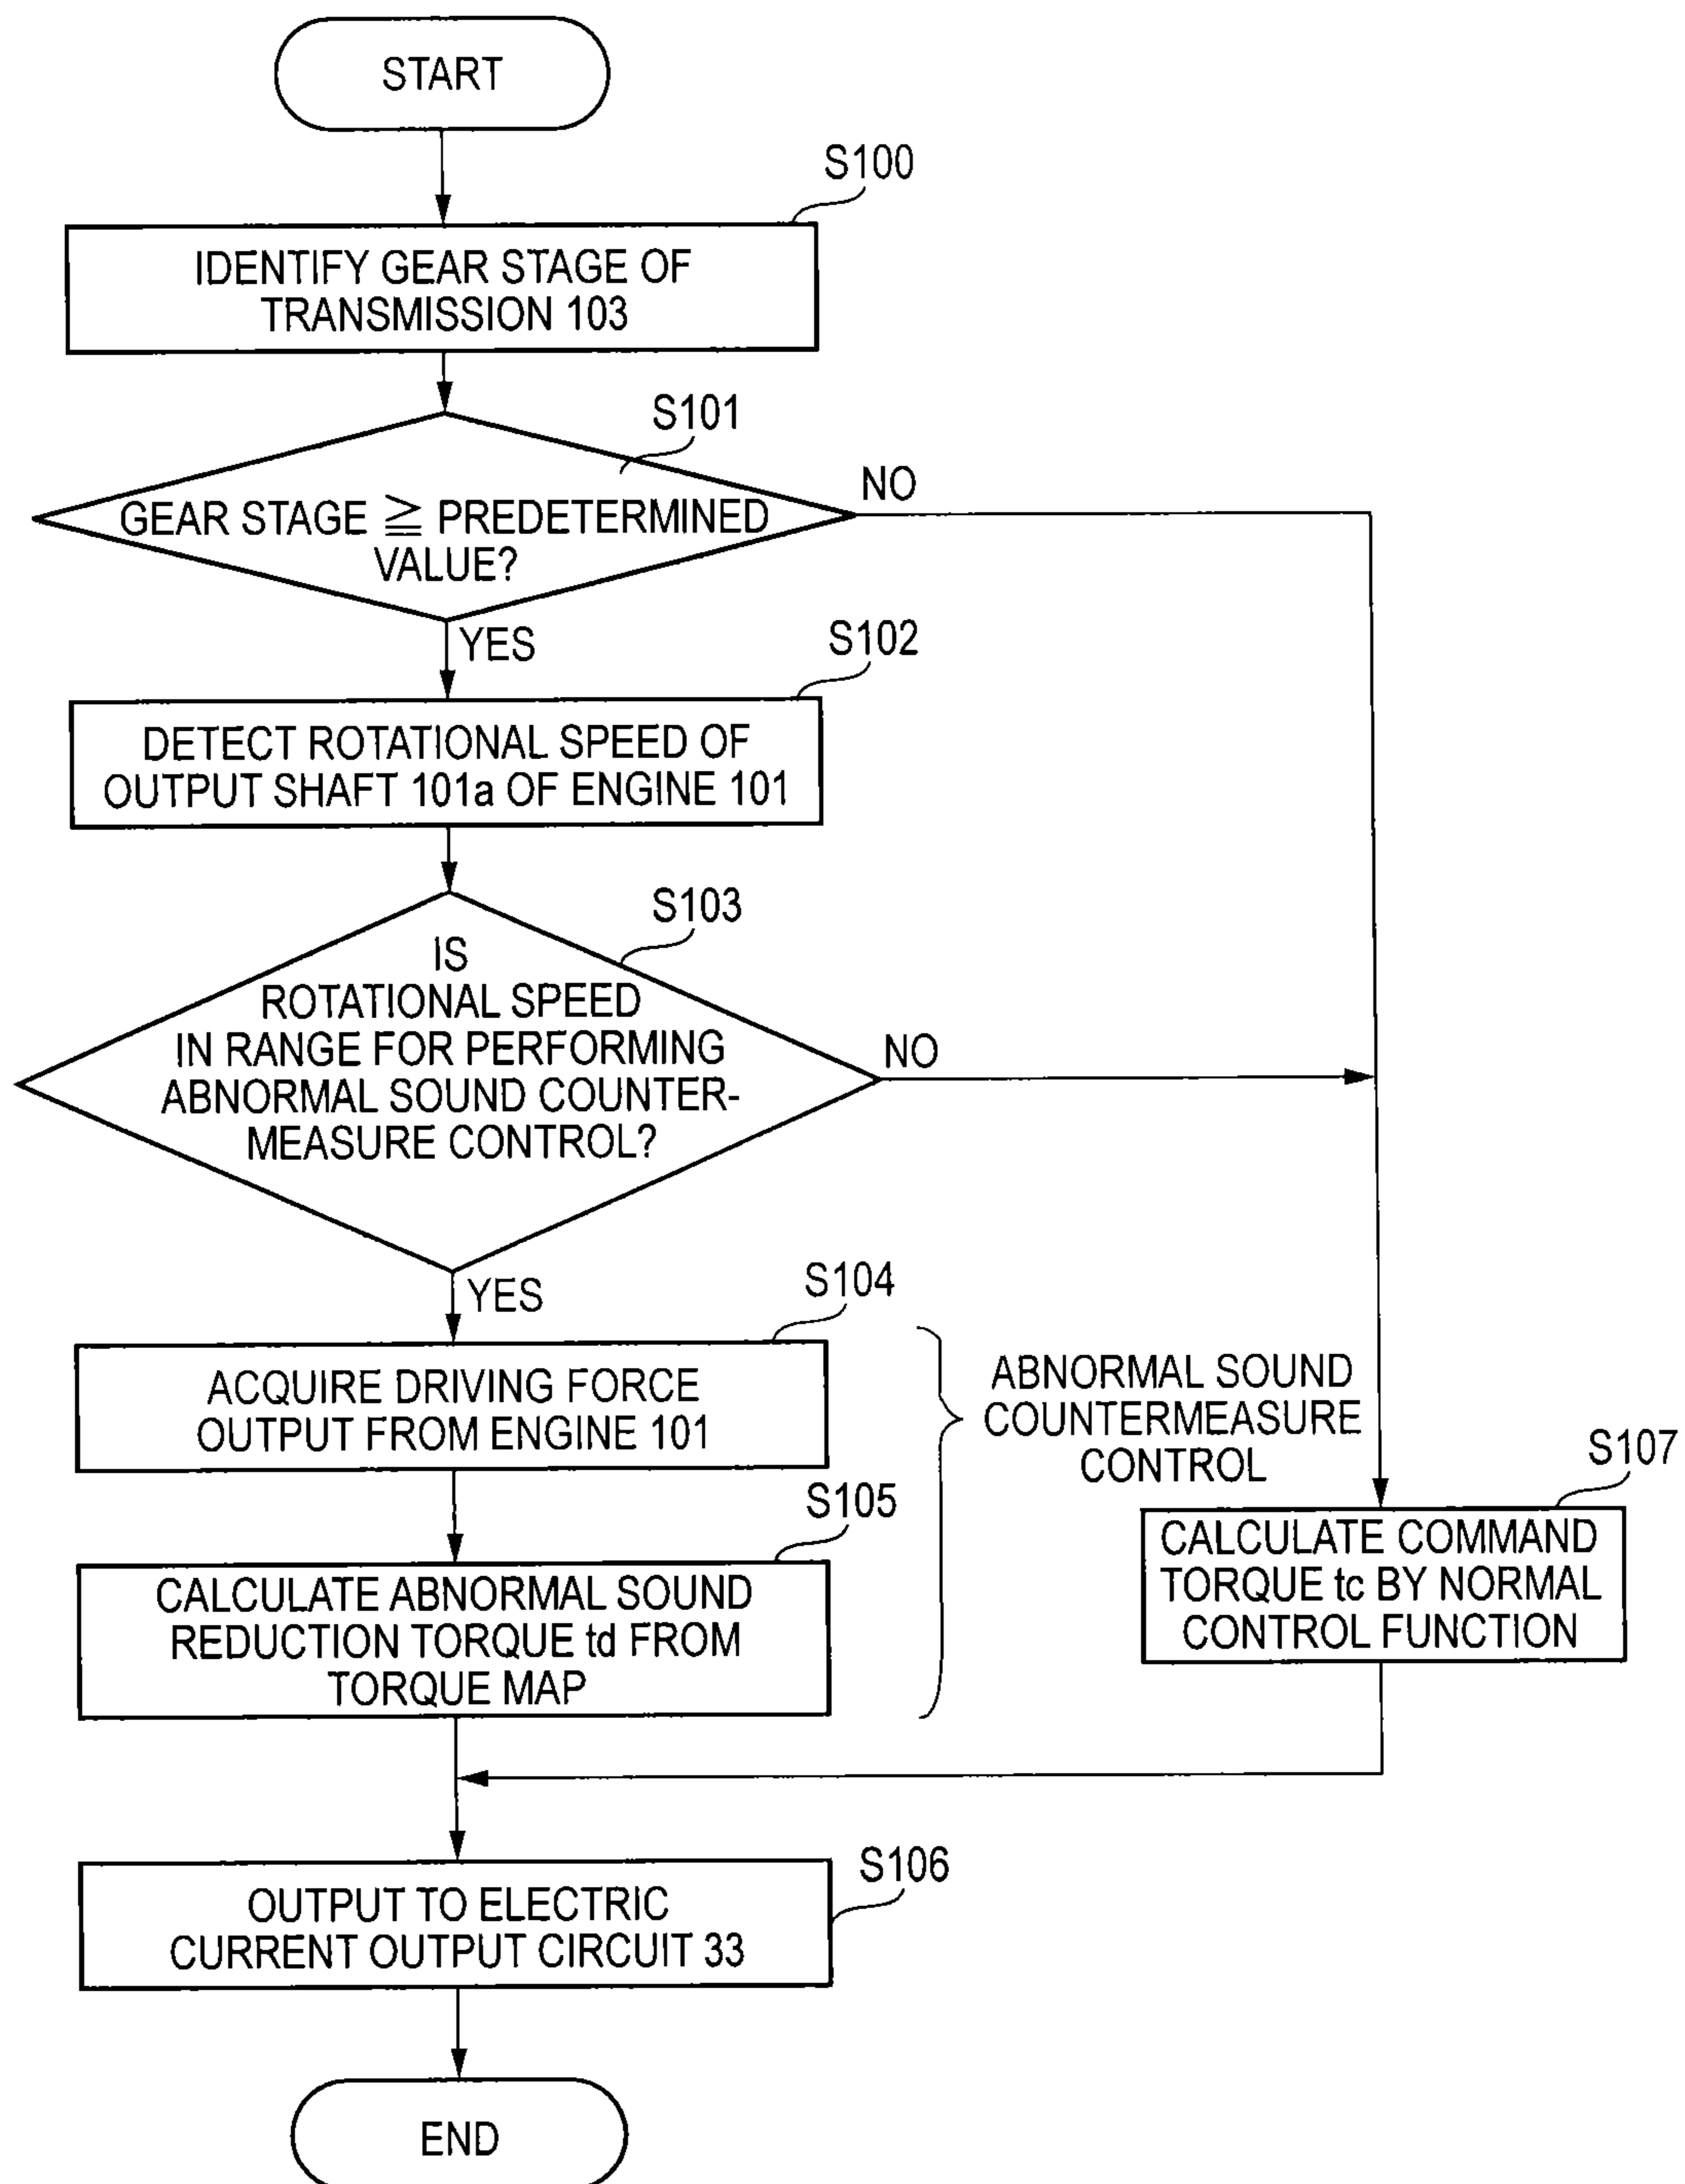 START
S100
IDENTIFY GEAR STAGE OF
TRANSMISSION 103
S101
GEAR STAGE ≧ PREDETERMINED
VALUE?
NO
YES
S102
DETECT ROTATIONAL SPEED OF
OUTPUT SHAFT 101a OF ENGINE 101
S103
IS
ROTATIONAL SPEED
IN RANGE FOR PERFORMING
ABNORMAL SOUND COUNTER-
MEASURE CONTROL?
NO
YES
S104
ACQUIRE DRIVING FORCE
OUTPUT FROM ENGINE 101
ABNORMAL SOUND
COUNTERMEASURE
CONTROL
S105
CALCULATE ABNORMAL SOUND
REDUCTION TORQUE td FROM
TORQUE MAP
S107
CALCULATE COMMAND
TORQUE tc BY NORMAL
CONTROL FUNCTION
S106
OUTPUT TO ELECTRIC
CURRENT OUTPUT CIRCUIT 33
END